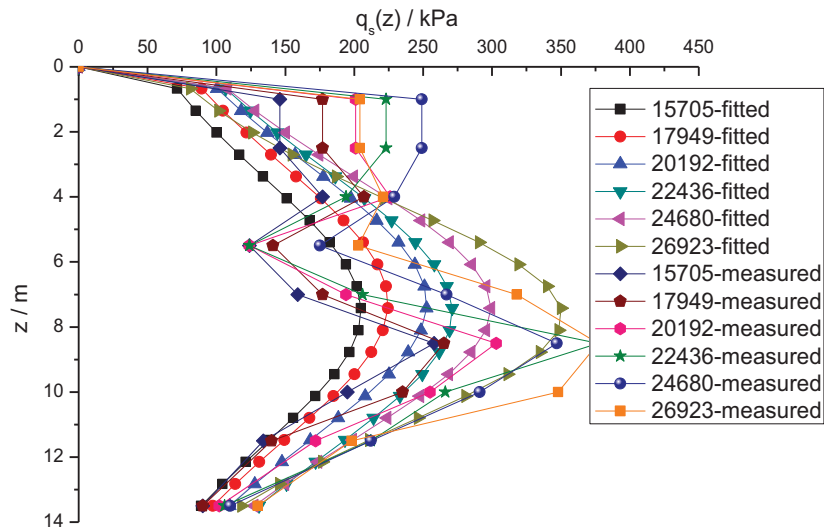 q_s(z) / kPa
0 50 100 150 200 250 300 350 400 450
0
2
4
6
8
10
12
14
z / m
15705-fitted
17949-fitted
20192-fitted
22436-fitted
24680-fitted
26923-fitted
15705-measured
17949-measured
20192-measured
22436-measured
24680-measured
26923-measured